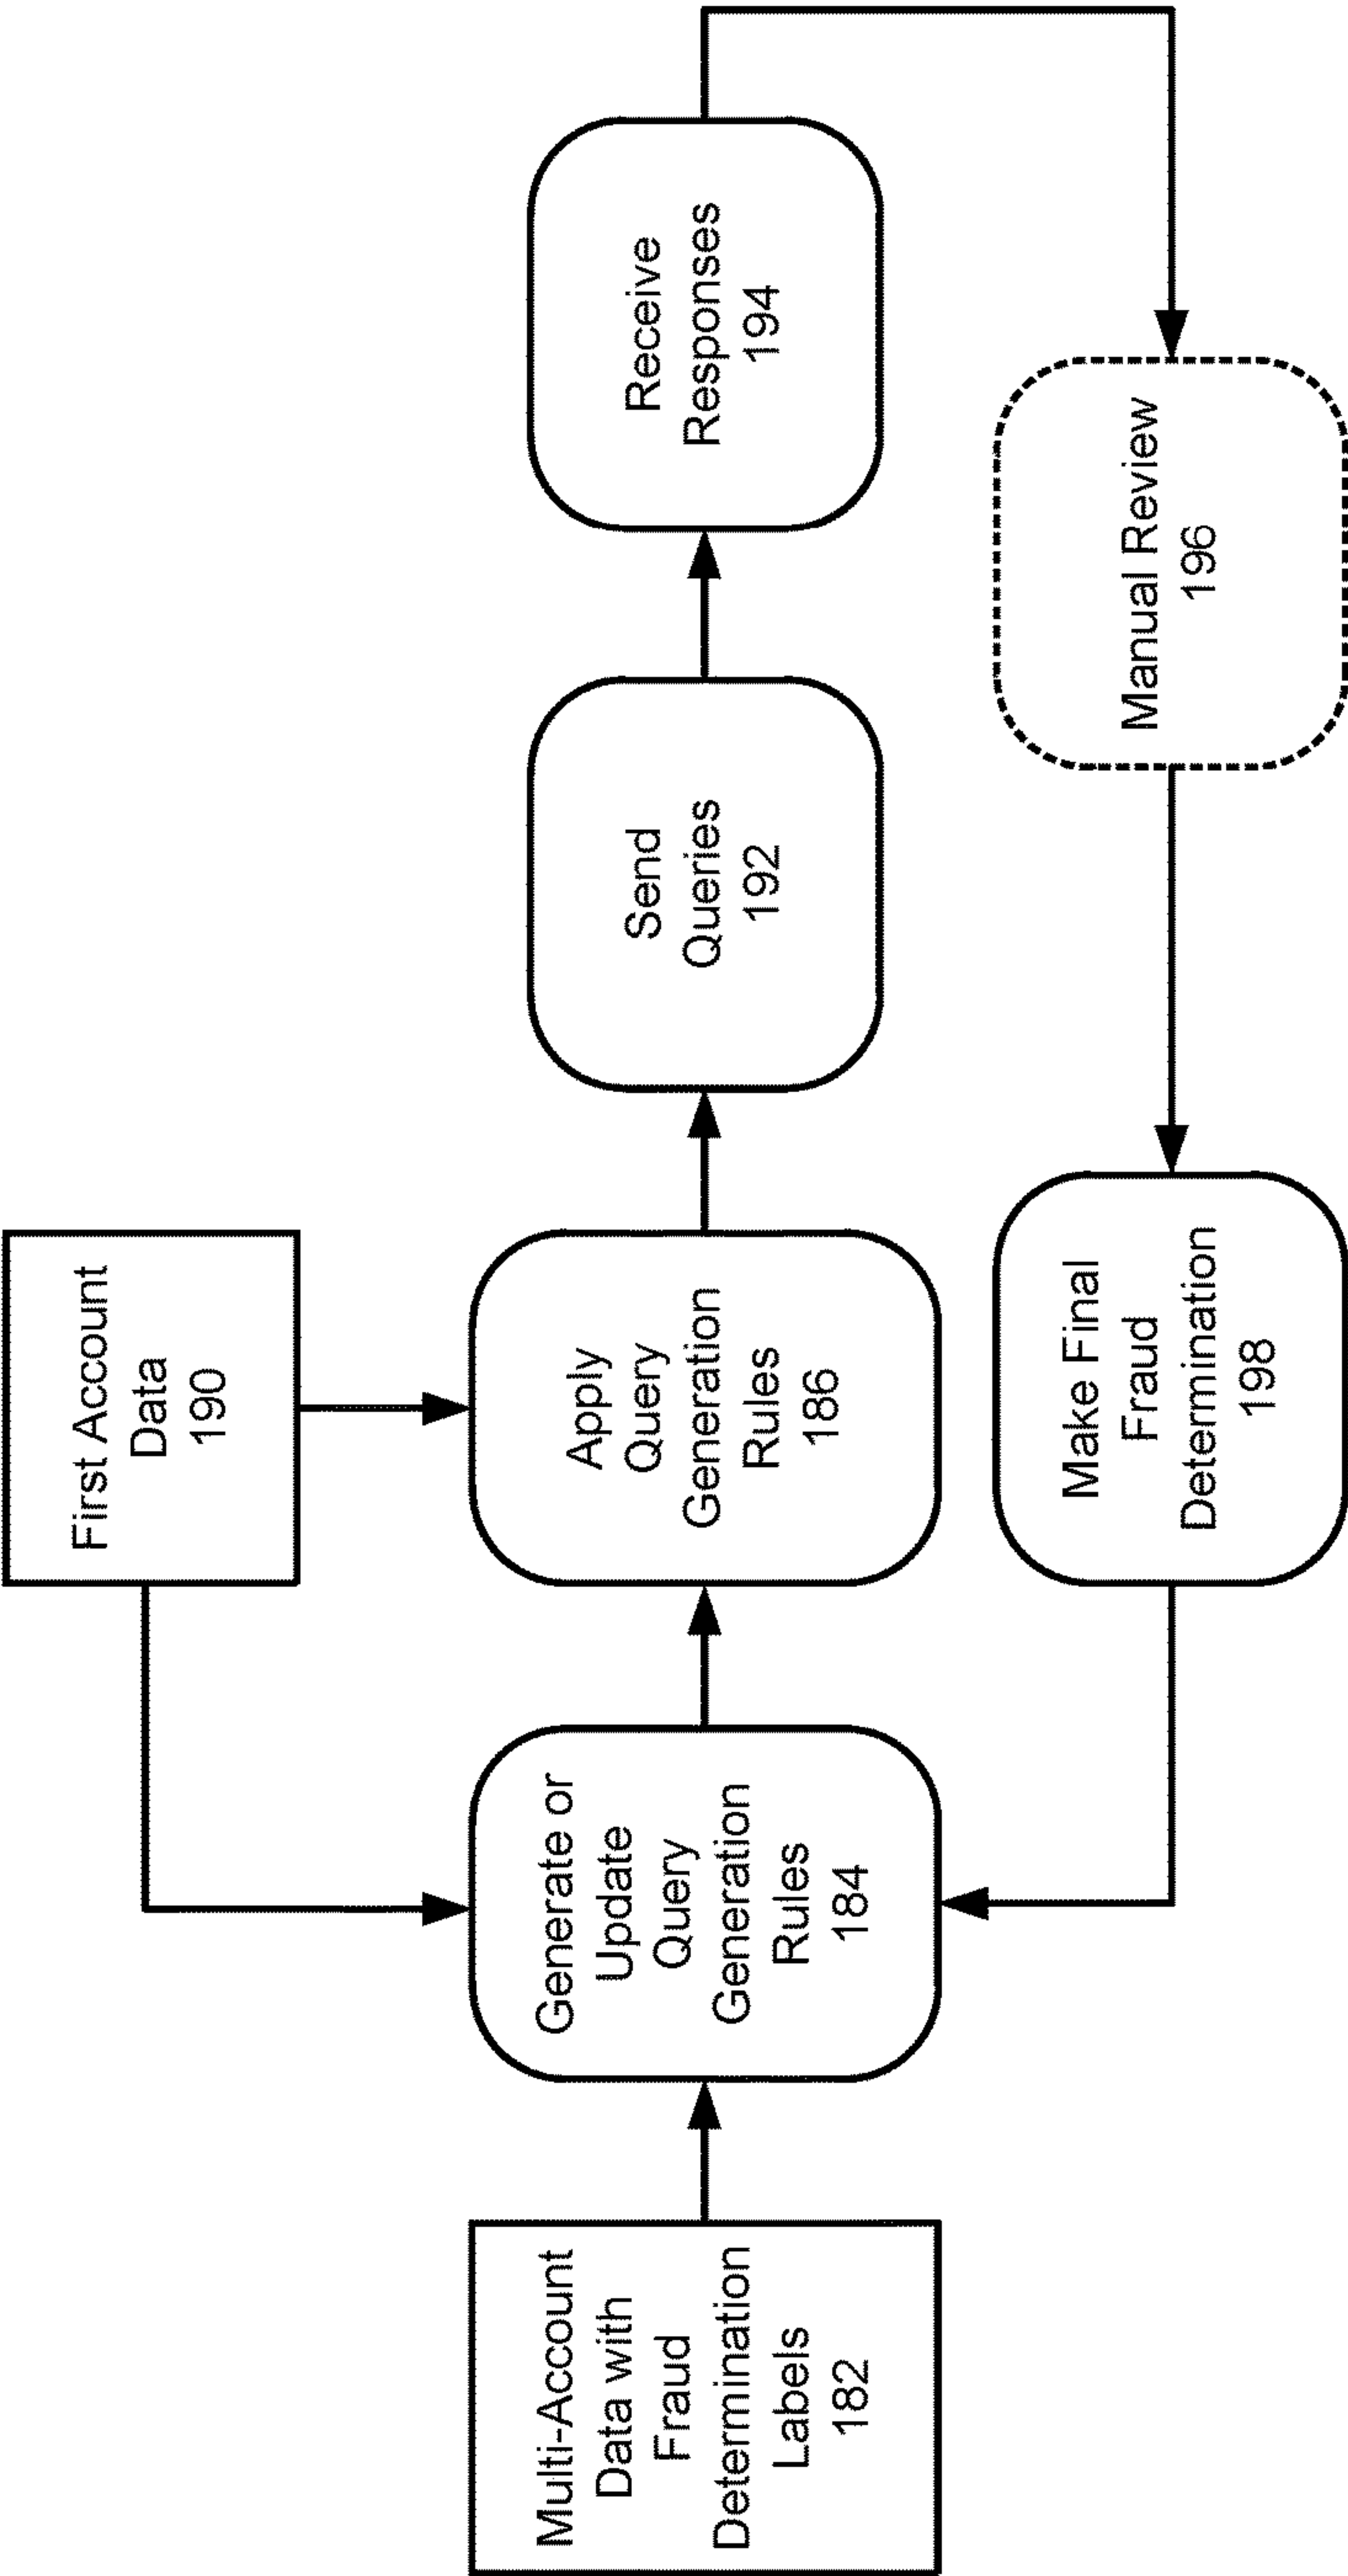 First Account
Data
190
Multi-Account
Data with
Fraud
Determination
Labels
182
Generate or
Update
Query
Generation
Rules
184
Apply
Query
Generation
Rules
186
Send
Queries
192
Receive
Responses
194
Manual Review
196
Make Final
Fraud
Determination
198